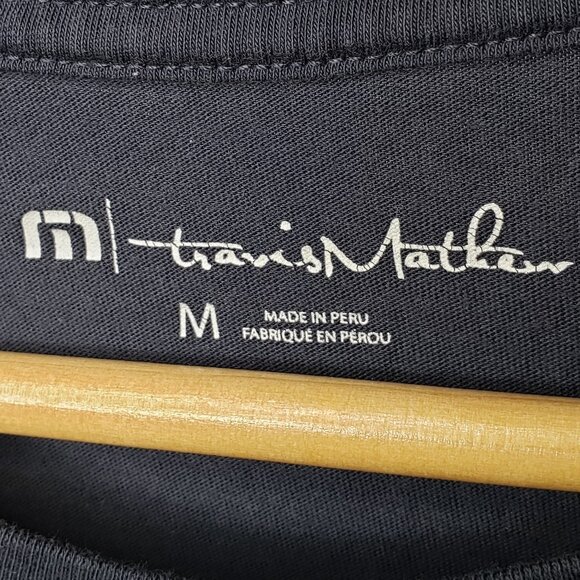 m | travisMathew
M
MADE IN PERU
FABRIQUÉ EN PÉROU